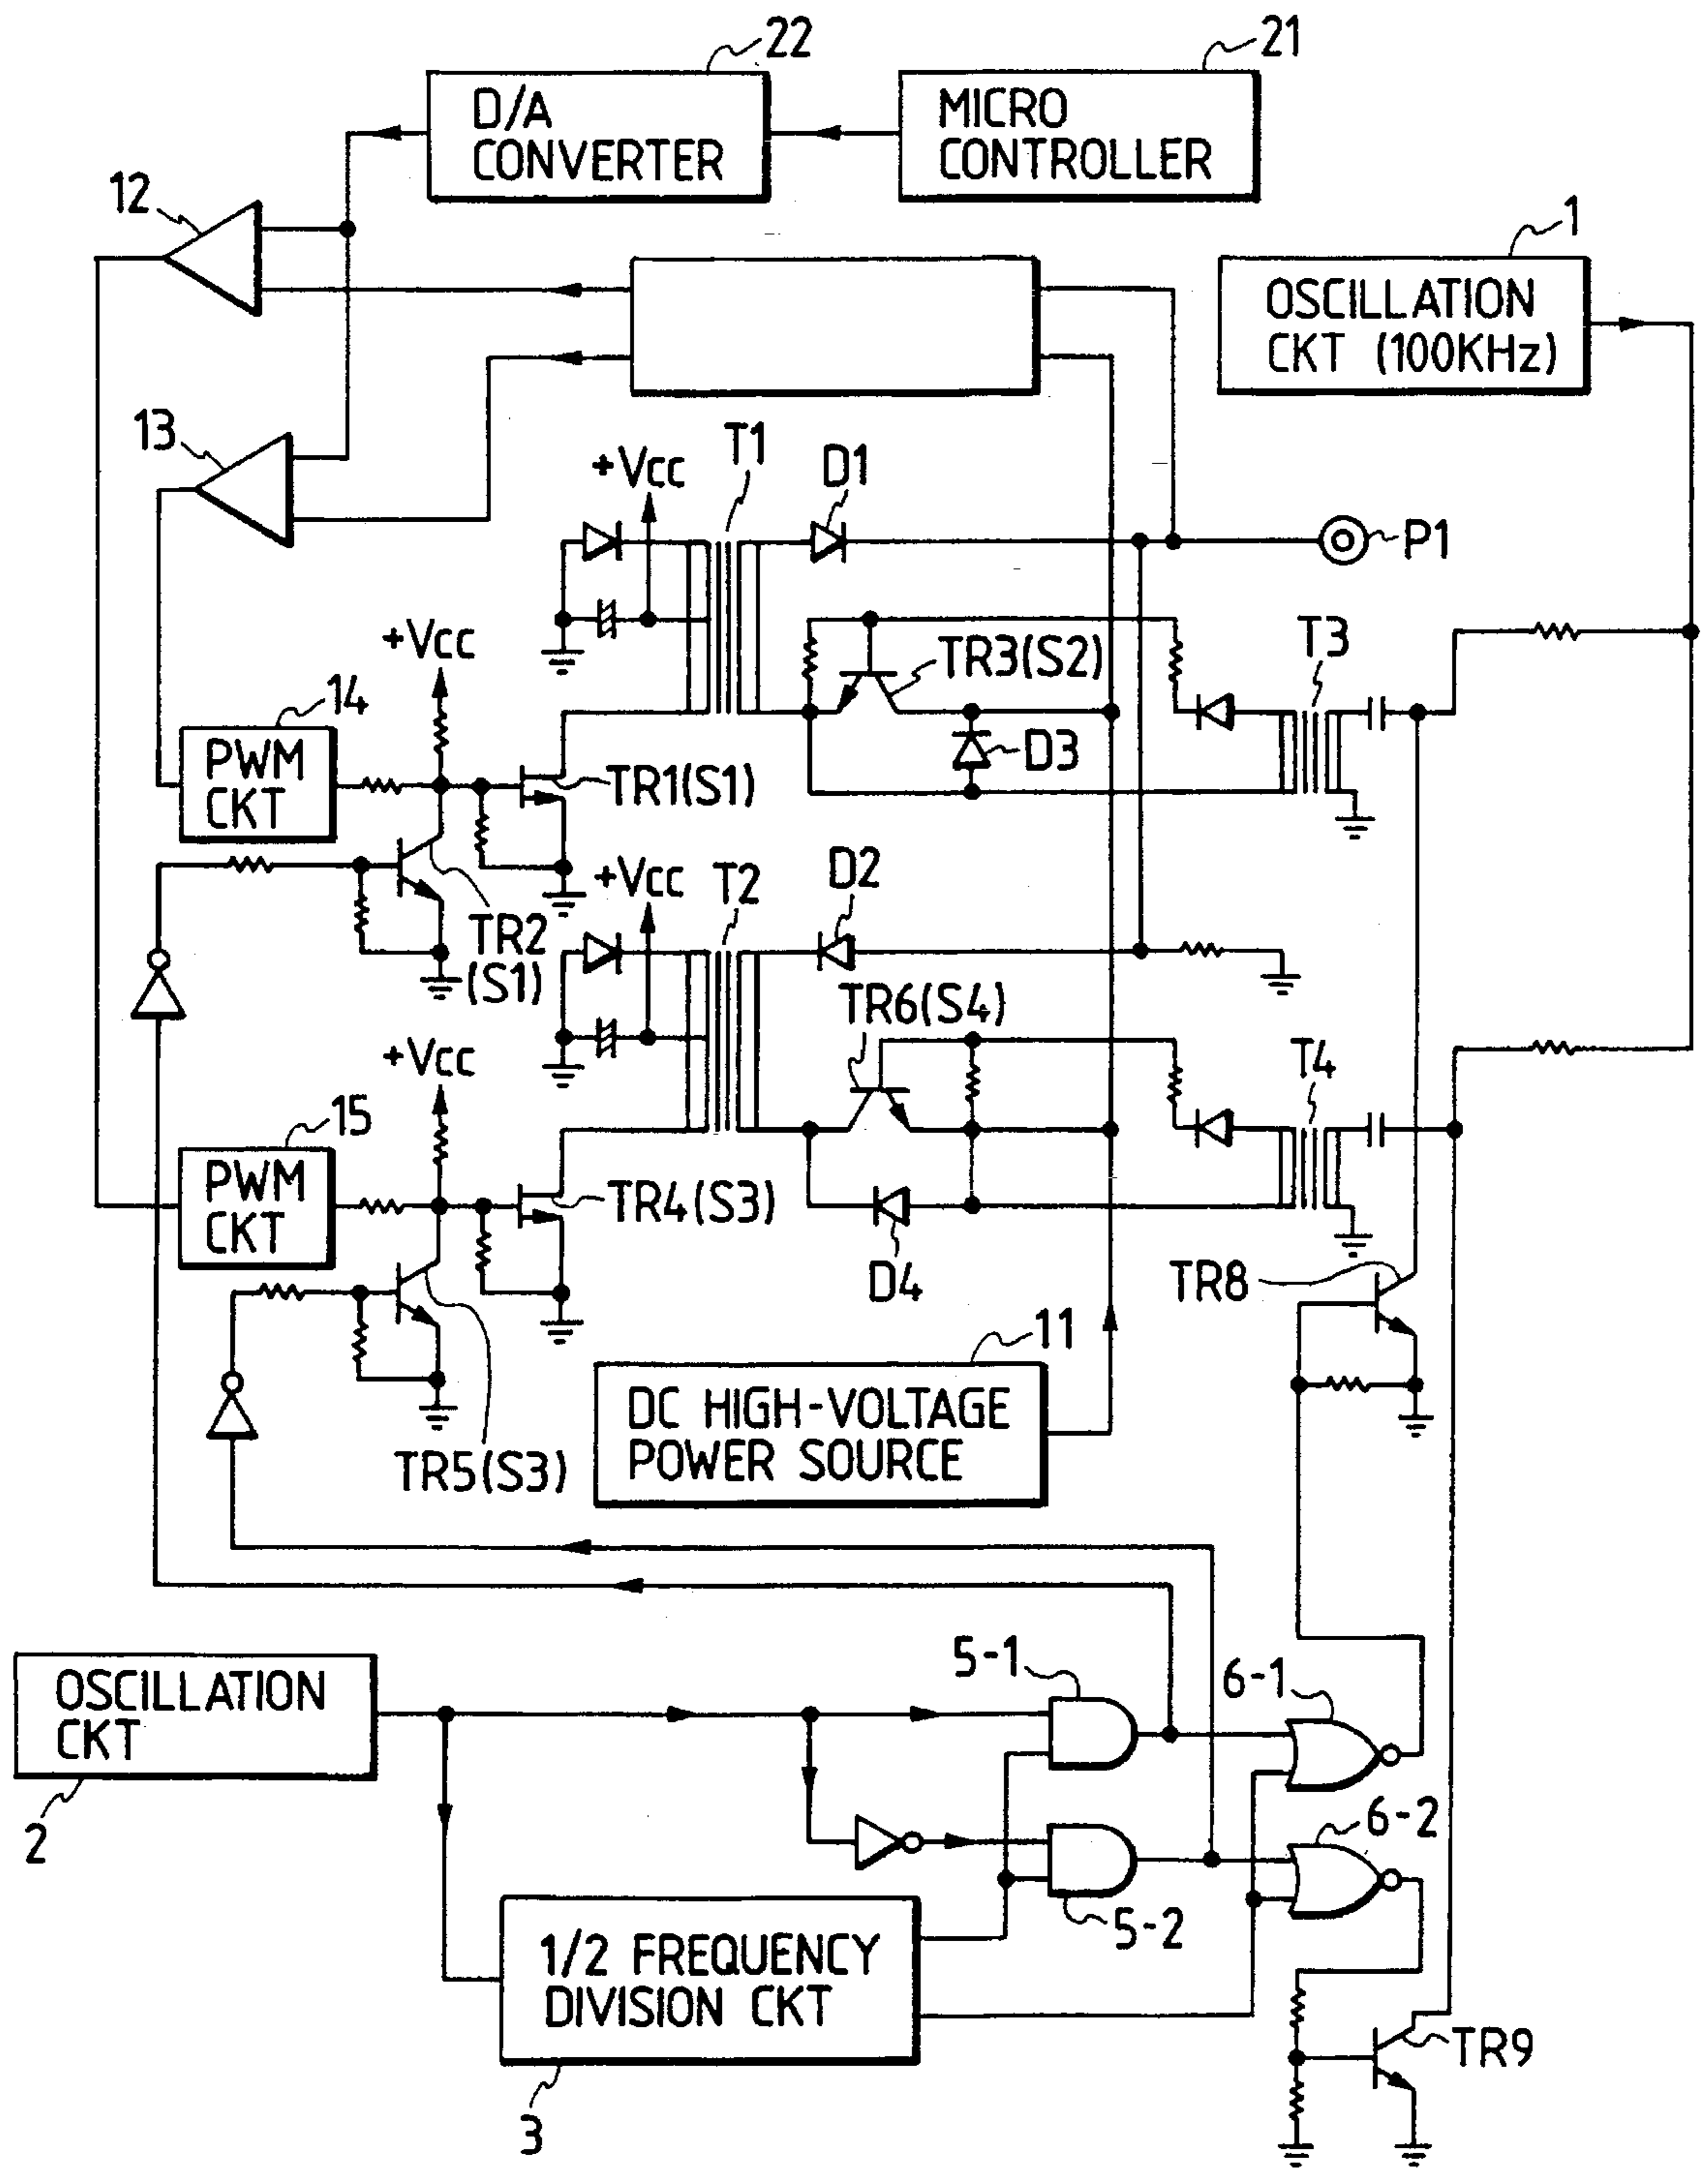 22
21
D/A
CONVERTER
MICRO
CONTROLLER
12
1
OSCILLATION
CKT (100KHz)
13
+Vcc
T1
D1
P1
+Vcc
TR3(S2)
T3
14
PWM
CKT
TR1(S1)
D3
+Vcc
T2
D2
TR2
(S1)
TR6(S4)
+Vcc
T4
15
PWM
CKT
TR4(S3)
D4
TR8
11
DC HIGH-VOLTAGE
POWER SOURCE
TR5(S3)
5-1
6-1
OSCILLATION
CKT
2
6-2
5-2
1/2 FREQUENCY
DIVISION CKT
TR9
3